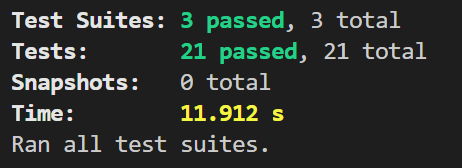 Test Suites: 3 passed, 3 total
Tests:       21 passed, 21 total
Snapshots:   0 total
Time:        11.912 s
Ran all test suites.